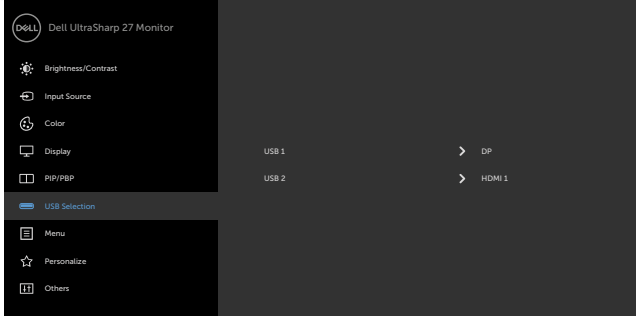 DELL Dell UltraSharp 27 Monitor
Brightness/Contrast
Input Source
Color
Display
USB 1 DP
PIP/PBP
USB 2 HDMI 1
USB Selection
Menu
Personalize
Others